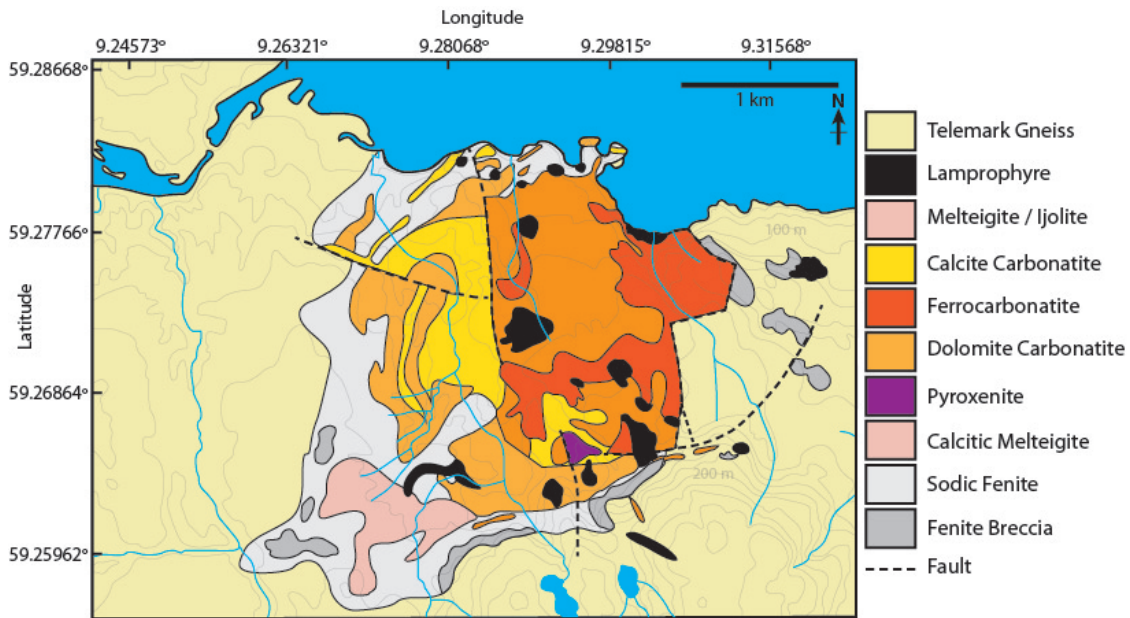 Longitude
9.24573° 9.26321° 9.28068° 9.29815° 9.31568°
59.28668°
1 km
N
Telemark Gneiss
Lamprophyre
Melteigite / Ijolite
59.27766°
100 m
Calcite Carbonatite
Ferrocarbonatite
Latitude
Dolomite Carbonatite
59.26864°
Pyroxenite
Calcitic Melteigite
200 m
Sodic Fenite
Fenite Breccia
59.25962°
Fault